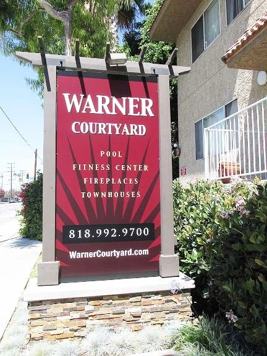 WARNER
COURTYARD
POOL
FITNESS CENTER
FIREPLACES
TOWNHOUSES
818.992.9700
WarnerCourtyard.com